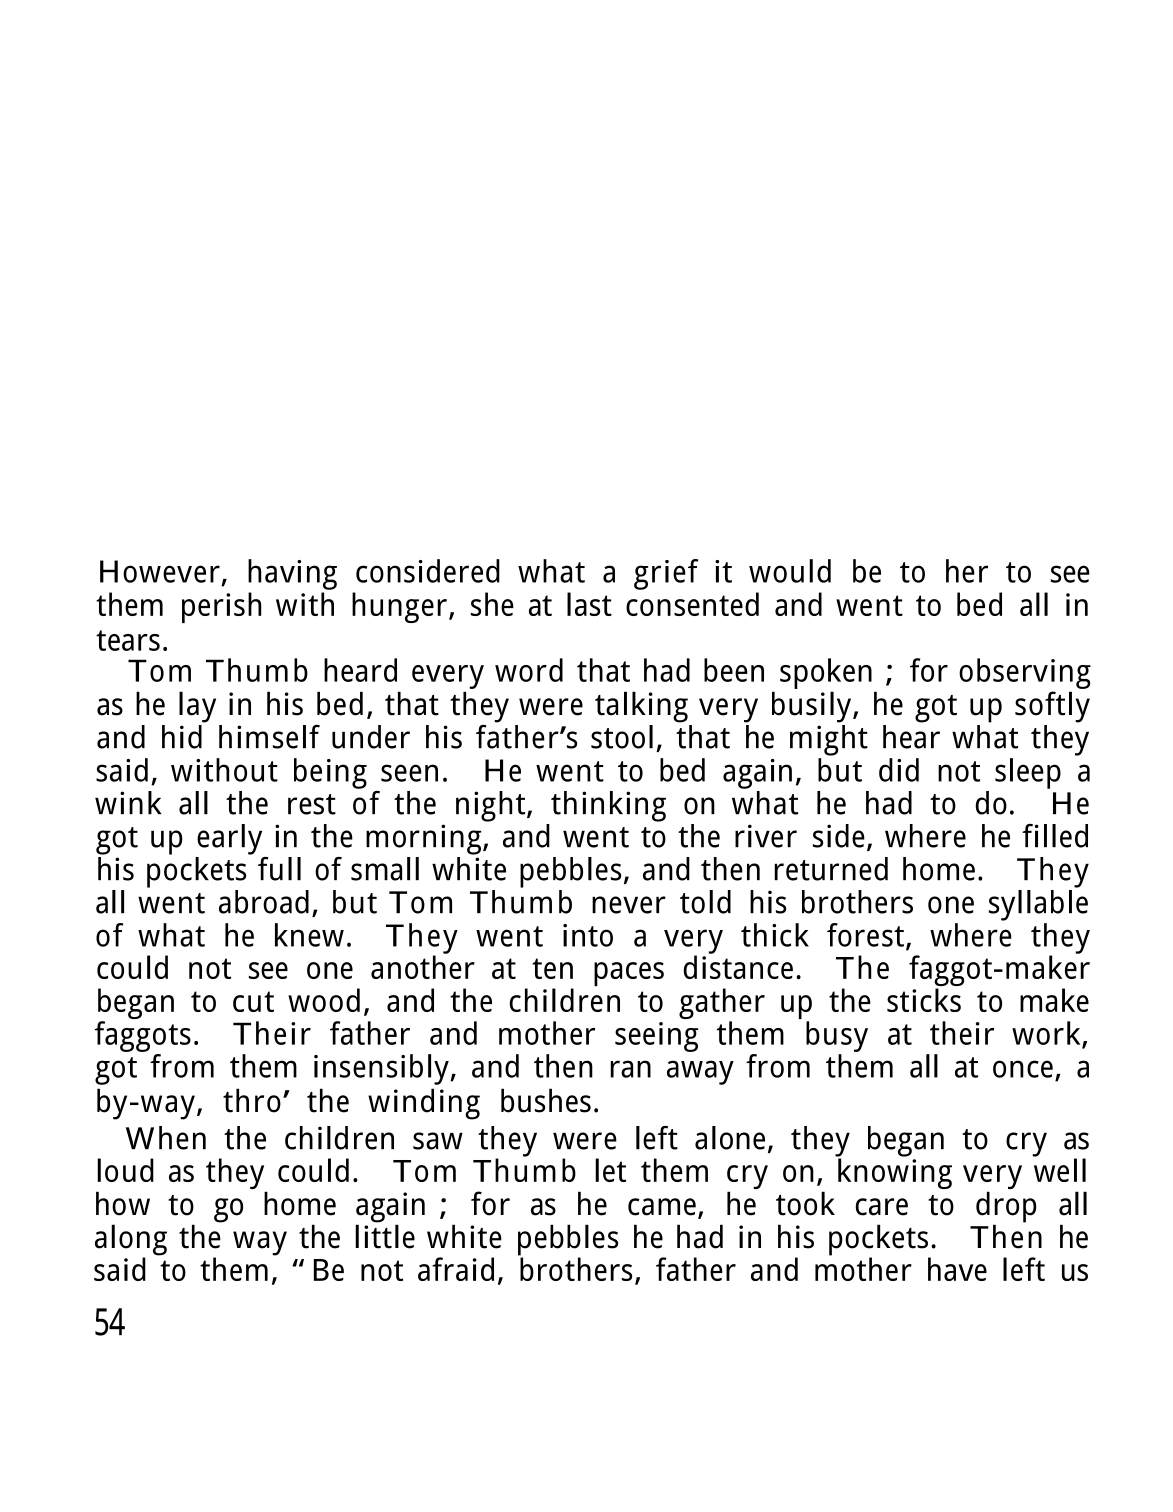 However, having considered what a grief it would be to her to see
them perish with hunger, she at last consented and went to bed all in
tears.
Tom Thumb heard every word that had been spoken ; for observing
as he lay in his bed, that they were talking very busily, he got up softly
and hid himself under his father’s stool, that he might hear what they
said, without being seen. He went to bed again, but did not sleep a
wink all the rest of the night, thinking on what he had to do. He
got up early in the morning, and went to the river side, where he filled
his pockets full of small white pebbles, and then returned home. They
all went abroad, but Tom Thumb never told his brothers one syllable
of what he knew. They went into a very thick forest, where they
could not see one another at ten paces distance. The faggot-maker
began to cut wood, and the children to gather up the sticks to make
faggots. Their father and mother seeing them busy at their work,
got from them insensibly, and then ran away from them all at once, a
by-way, thro’ the winding bushes.
When the children saw they were left alone, they began to cry as
loud as they could. Tom Thumb let them cry on, knowing very well
how to go home again ; for as he came, he took care to drop all
along the way the little white pebbles he had in his pockets. Then he
said to them, “ Be not afraid, brothers, father and mother have left us
54